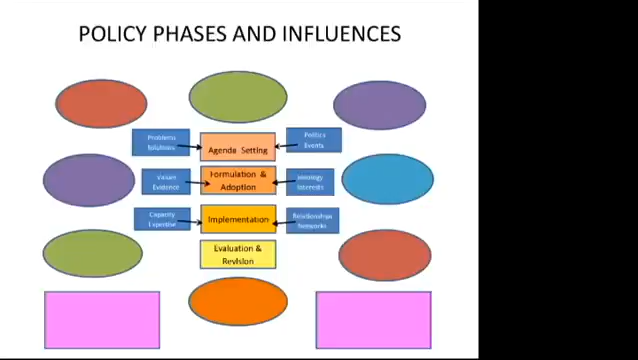 POLICY PHASES AND INFLUENCES
Problems
Solutions
Agenda Setting
Politics
Events
Values
Evidence
Formulation &
Adoption
Ideology
Interests
Capacity
Expertise
Implementation
Relationships
Networks
Evaluation &
Revision